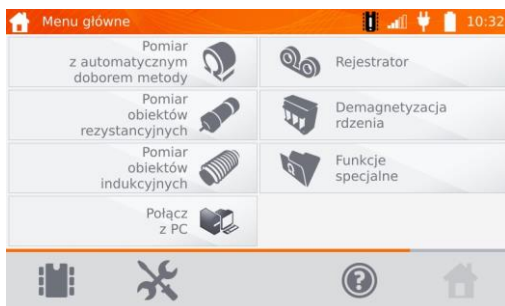 Menu główne
10:32
Pomiar
z automatycznym
doborem metody
Rejestrator
Pomiar
obiektów
rezystancyjnych
Demagnetyzacja
rdzenia
Pomiar
obiektów
indukcyjnych
Funkcje
specjalne
Połącz
z PC